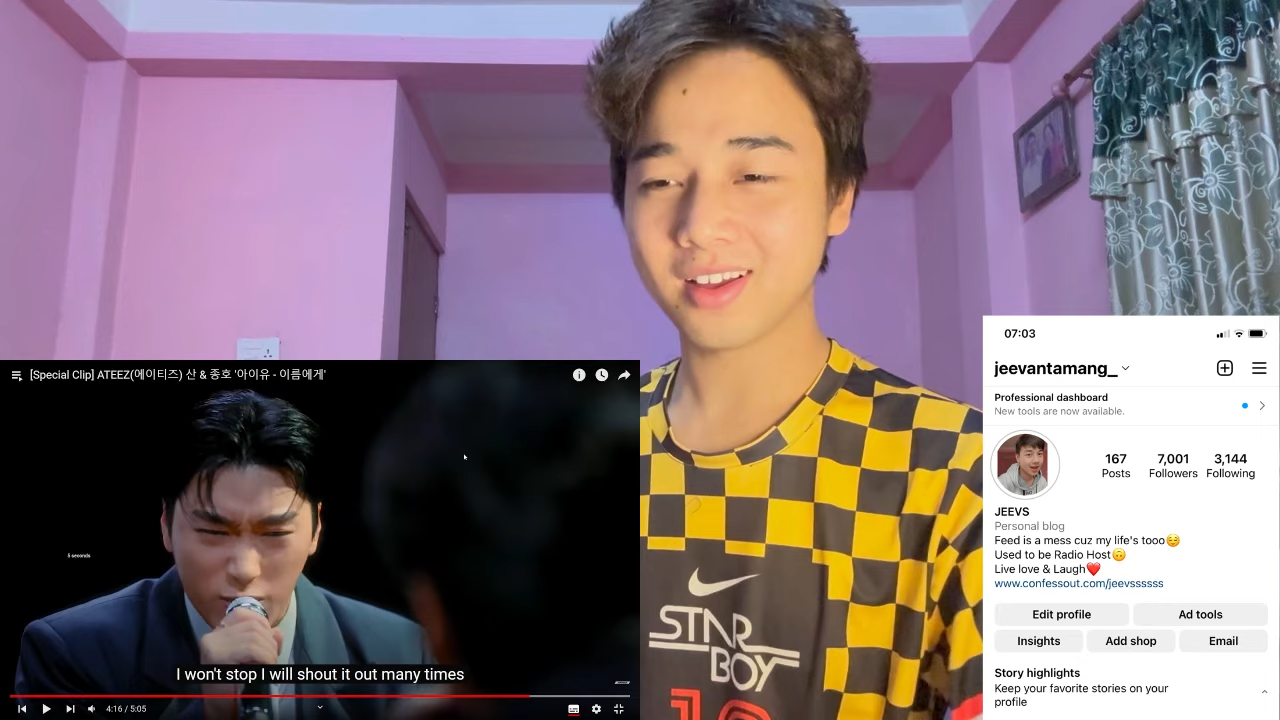 [Special Clip] ATEEZ(에이티즈) 산 & 종호 '아이유 - 이름에게'
5 seconds
I won't stop I will shout it out many times
4:16 / 5:05
STAR
BOY
10
07:03
jeevantamang_
Professional dashboard
New tools are now available.
167 7,001 3,144
Posts Followers Following
JEEVS
Personal blog
Feed is a mess cuz my life's tooo😌
Used to be Radio Host🙃
Live love & Laugh❤️
www.confessout.com/jeevssssss
Edit profile Ad tools
Insights Add shop Email
Story highlights
Keep your favorite stories on your
profile